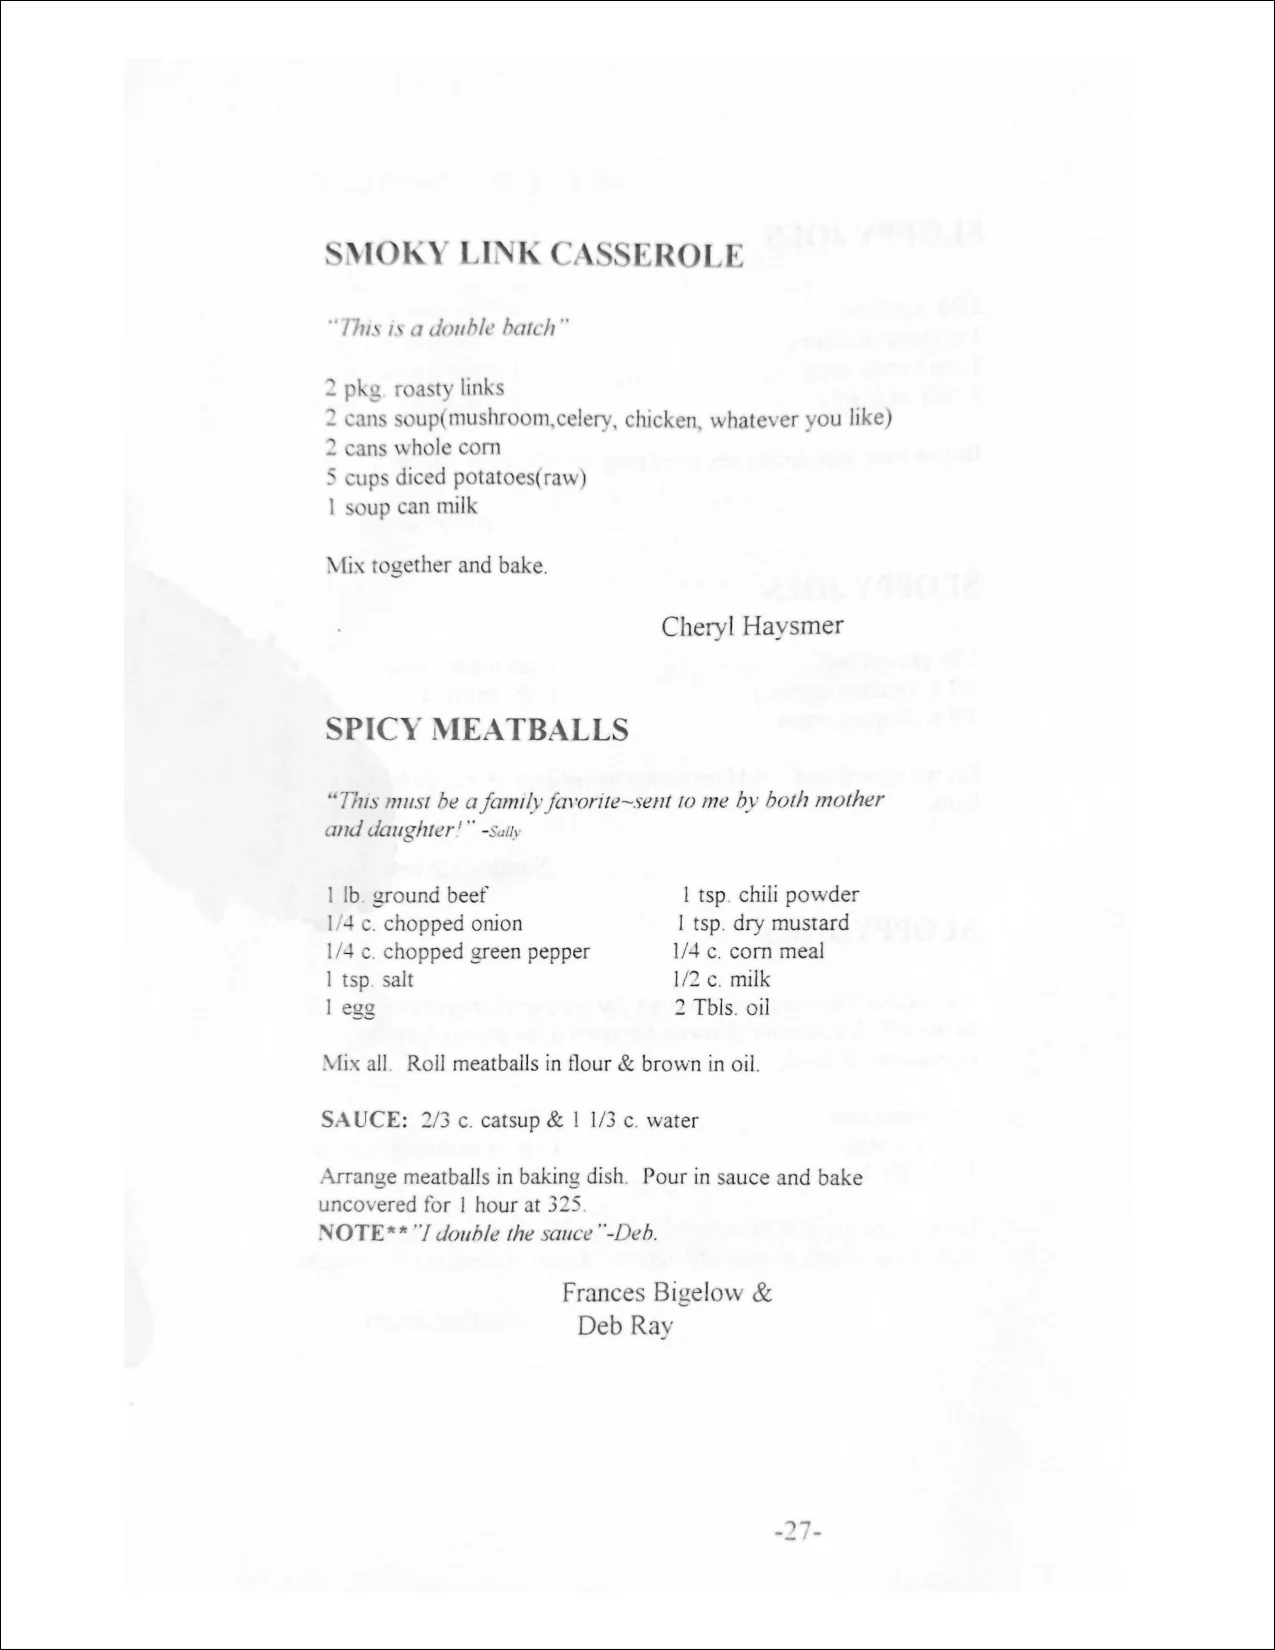 SMOKY LINK CASSEROLE
"This is a double batch"
2 pkg. roasty links
2 cans soup(mushroom,celery, chicken, whatever you like)
2 cans whole corn
5 cups diced potatoes(raw)
1 soup can milk
Mix together and bake.
Cheryl Haysmer
SPICY MEATBALLS
"This must be a family favorite~sent to me by both mother
and daughter!" -Sally
1 lb. ground beef 1 tsp. chili powder
1/4 c. chopped onion 1 tsp. dry mustard
1/4 c. chopped green pepper 1/4 c. corn meal
1 tsp. salt 1/2 c. milk
1 egg 2 Tbls. oil
Mix all. Roll meatballs in flour & brown in oil.
SAUCE: 2/3 c. catsup & 1 1/3 c. water
Arrange meatballs in baking dish. Pour in sauce and bake
uncovered for 1 hour at 325.
NOTE** "I double the sauce"-Deb.
Frances Bigelow &
Deb Ray
-27-